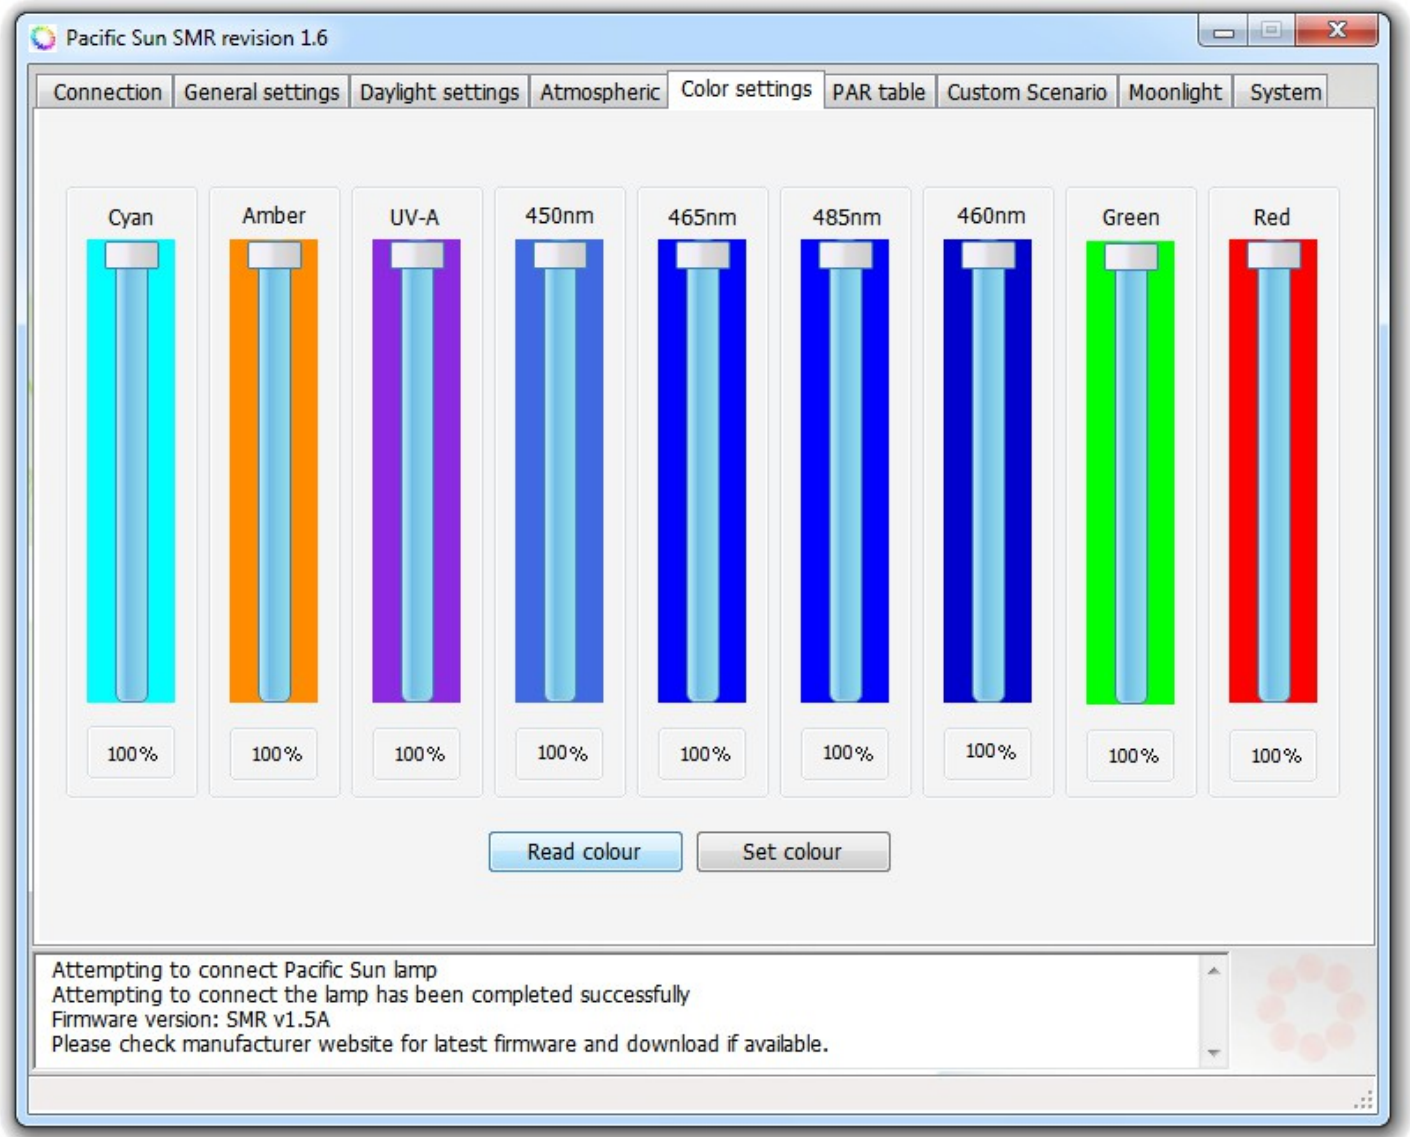 Pacific Sun SMR revision 1.6
Connection General settings Daylight settings Atmospheric Color settings PAR table Custom Scenario Moonlight System
Cyan Amber UV-A 450nm 465nm 485nm 460nm Green Red
100% 100% 100% 100% 100% 100% 100% 100% 100%
Read colour Set colour
Attempting to connect Pacific Sun lamp
Attempting to connect the lamp has been completed successfully
Firmware version: SMR v1.5A
Please check manufacturer website for latest firmware and download if available.